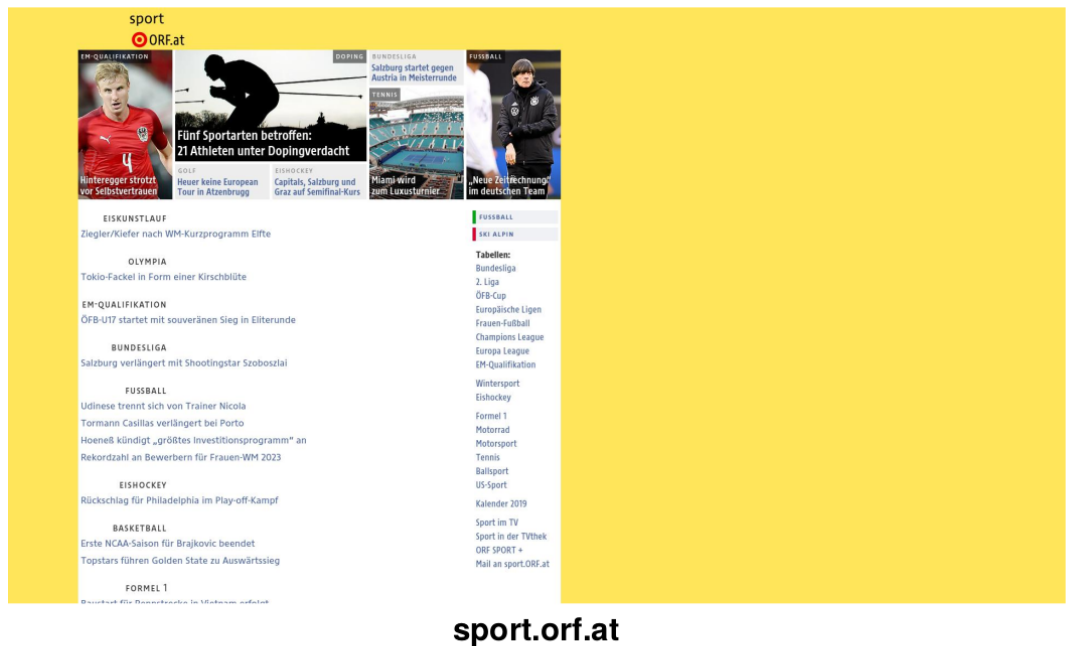 sport
ORF.at
EM-QUALIFIKATION
Hinteregger strotzt
vor Selbstvertrauen
DOPING
Fünf Sportarten betroffen:
21 Athleten unter Dopingverdacht
GOLF
Heuer keine European
Tour in Atzenbrugg
EISHOCKEY
Capitals, Salzburg und
Graz auf Semifinal-Kurs
BUNDESLIGA
Salzburg startet gegen
Austria in Meisterrunde
TENNIS
Miami wird
zum Luxusturnier
FUSSBALL
„Neue Zeitrechnung“
im deutschen Team
EISKUNSTLAUF
Ziegler/Kiefer nach WM-Kurzprogramm Elfte
OLYMPIA
Tokio-Fackel in Form einer Kirschblüte
EM-QUALIFIKATION
ÖFB-U17 startet mit souveränen Sieg in Eliterunde
BUNDESLIGA
Salzburg verlängert mit Shootingstar Szoboszlai
FUSSBALL
Udinese trennt sich von Trainer Nicola
Tormann Casillas verlängert bei Porto
Hoeneß kündigt „größtes Investitionsprogramm“ an
Rekordzahl an Bewerbern für Frauen-WM 2023
EISHOCKEY
Rückschlag für Philadelphia im Play-off-Kampf
BASKETBALL
Erste NCAA-Saison für Brajkovic beendet
Topstars führen Golden State zu Auswärtssieg
FORMEL 1
Baustart für Rennstrecke in Vietnam erfolgt
FUSSBALL
SKI ALPIN
Tabellen:
Bundesliga
2. Liga
ÖFB-Cup
Europäische Ligen
Frauen-Fußball
Champions League
Europa League
EM-Qualifikation
Wintersport
Eishockey
Formel 1
Motorrad
Motorsport
Tennis
Ballsport
US-Sport
Kalender 2019
Sport im TV
Sport in der TVthek
ORF SPORT +
Mail an sport.ORF.at
sport.orf.at